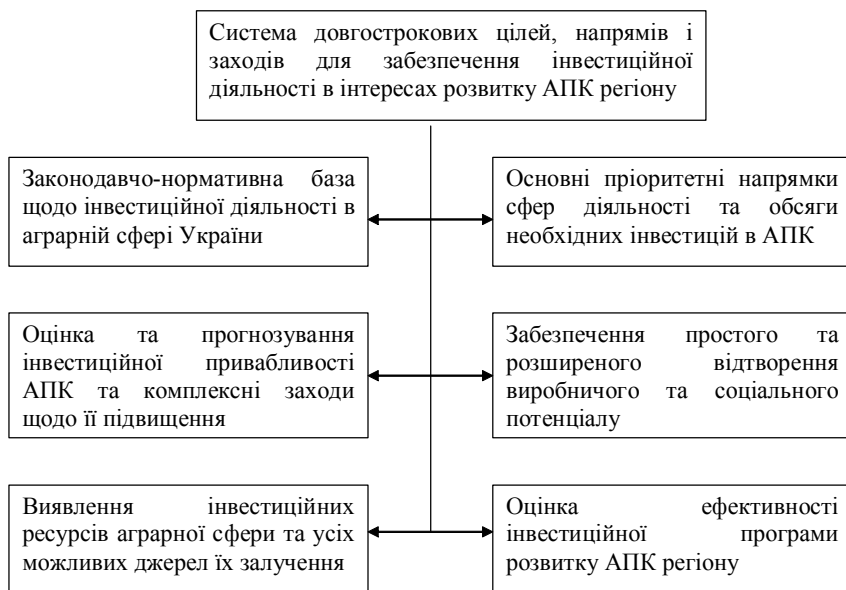 Система довгострокових цілей, напрямів і
заходів для забезпечення інвестиційної
діяльності в інтересах розвитку АПК регіону
Законодавчо-нормативна база
щодо інвестиційної діяльності в
аграрній сфері України
Основні пріоритетні напрямки
сфер діяльності та обсяги
необхідних інвестицій в АПК
Оцінка та прогнозування
інвестиційної привабливості
АПК та комплексні заходи
щодо її підвищення
Забезпечення простого та
розширеного відтворення
виробничого та соціального
потенціалу
Виявлення інвестиційних
ресурсів аграрної сфери та усіх
можливих джерел їх залучення
Оцінка ефективності
інвестиційної програми
розвитку АПК регіону